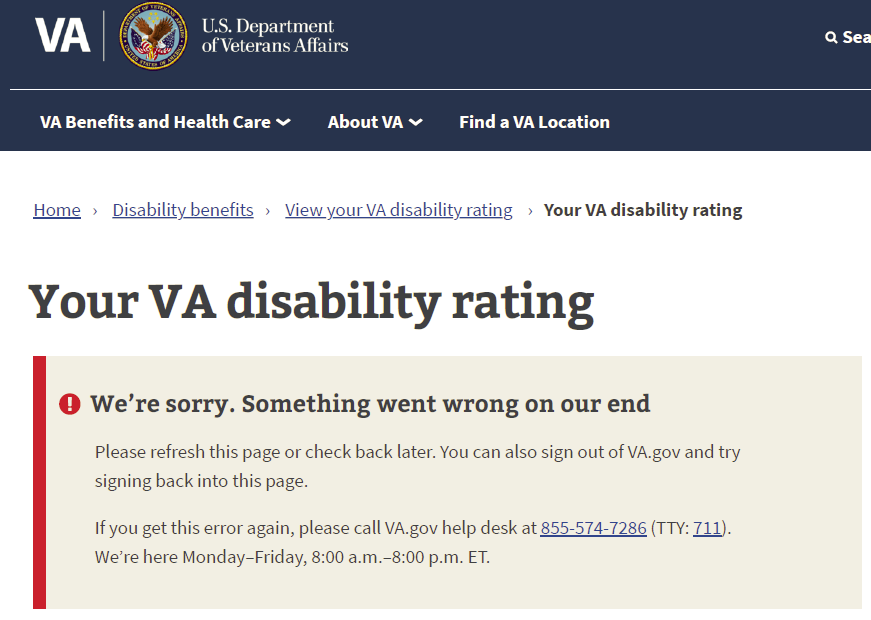 VA
U.S. Department
of Veterans Affairs
Sea
VA Benefits and Health Care
About VA
Find a VA Location
Home › Disability benefits › View your VA disability rating › Your VA disability rating
Your VA disability rating
We're sorry. Something went wrong on our end
Please refresh this page or check back later. You can also sign out of VA.gov and try
signing back into this page.
If you get this error again, please call VA.gov help desk at 855-574-7286 (TTY: 711).
We're here Monday–Friday, 8:00 a.m.–8:00 p.m. ET.